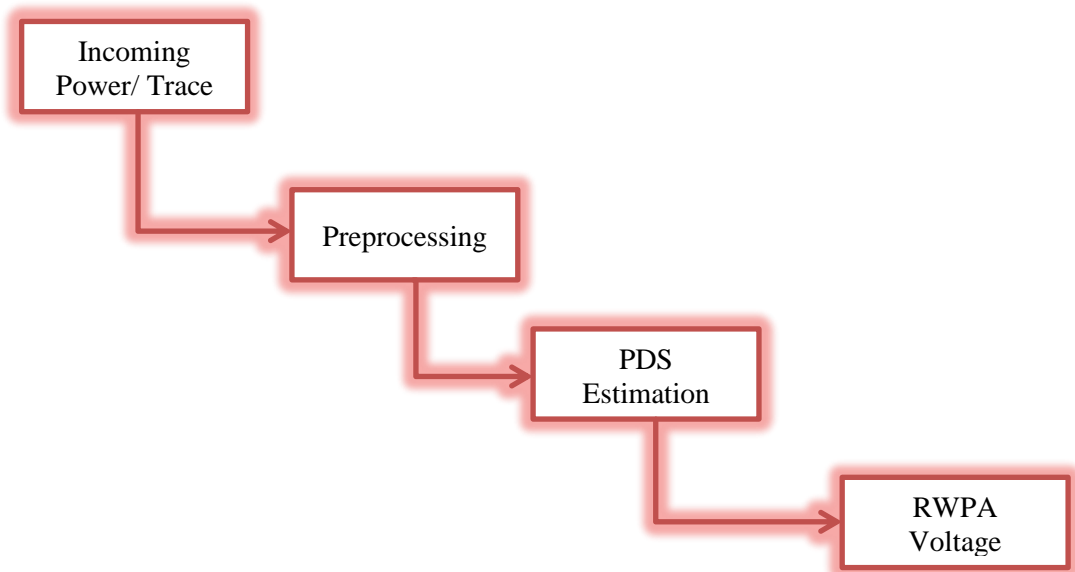 Incoming
Power/ Trace
Preprocessing
PDS
Estimation
RWPA
Voltage